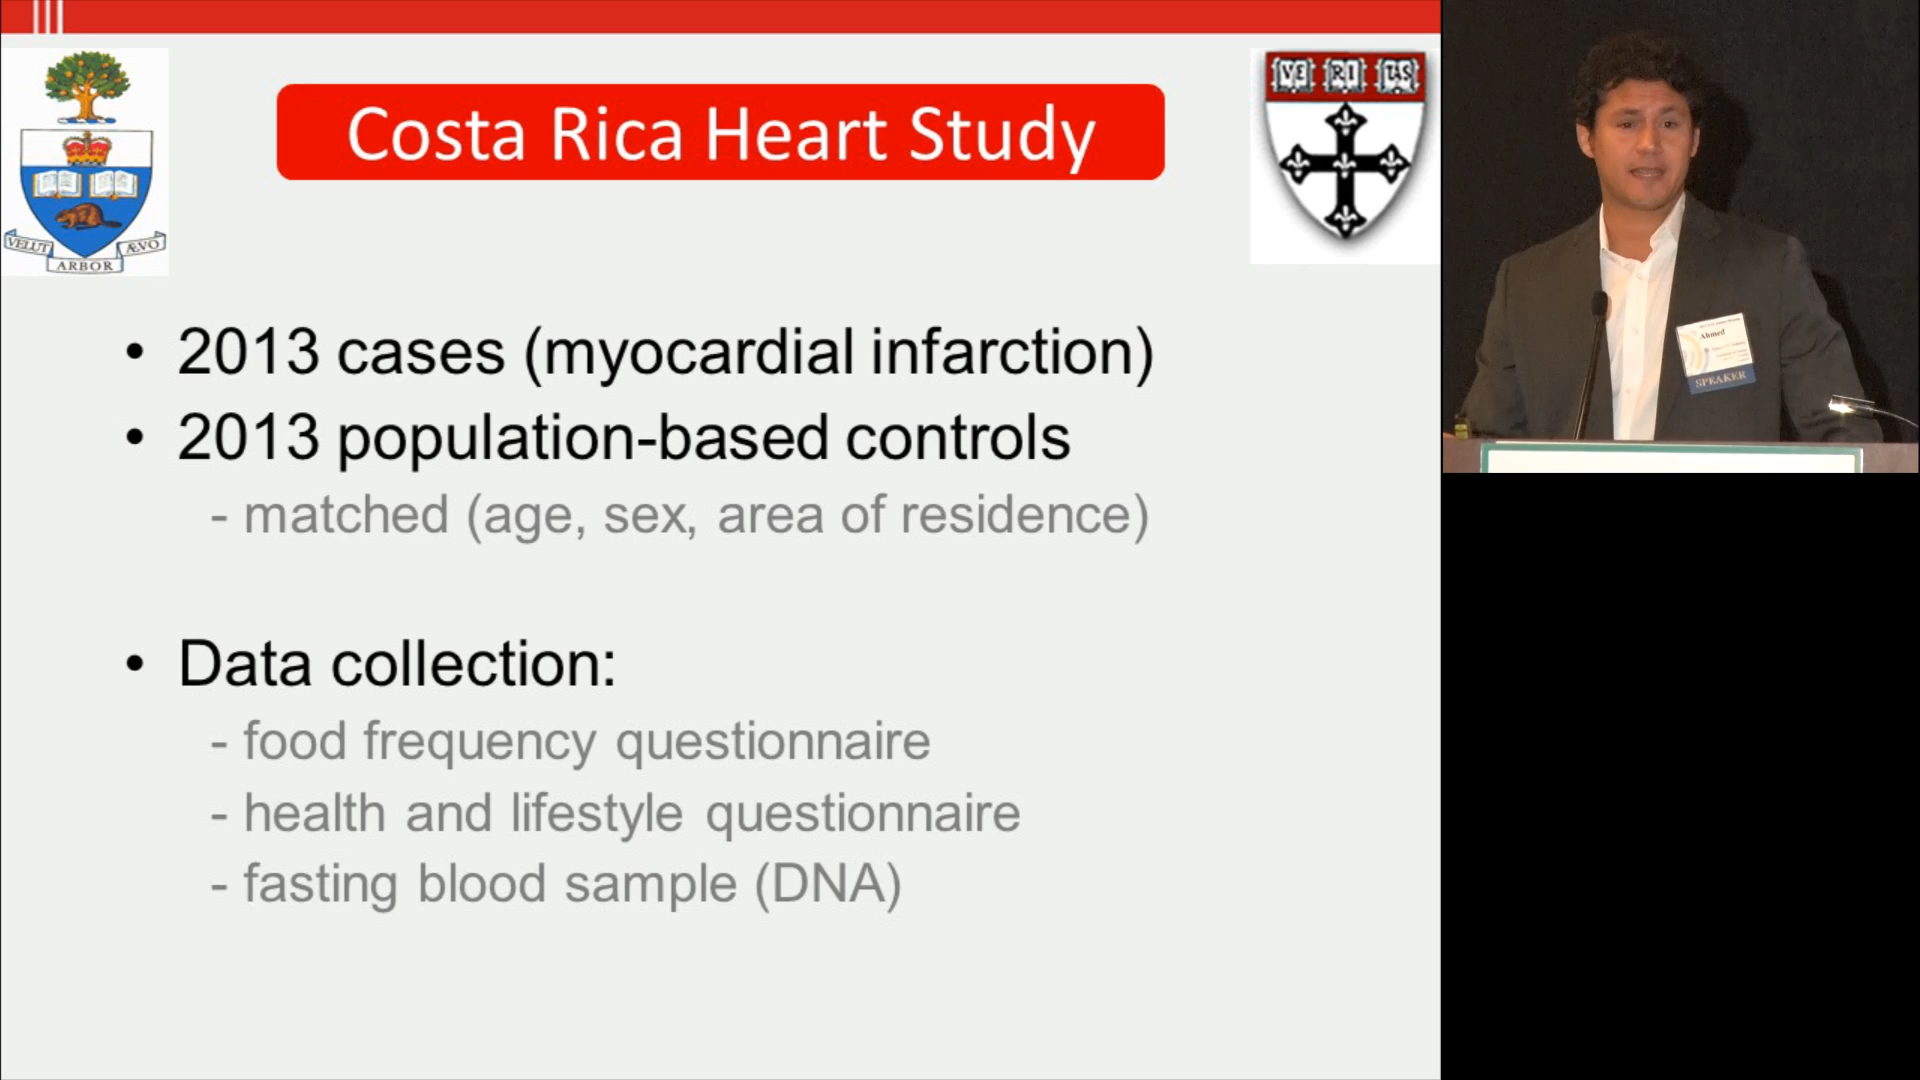 Costa Rica Heart Study
VE RI TAS
VELUT ÆVO
ARBOR
• 2013 cases (myocardial infarction)
• 2013 population-based controls
- matched (age, sex, area of residence)
• Data collection:
- food frequency questionnaire
- health and lifestyle questionnaire
- fasting blood sample (DNA)
Ahmed
SPEAKER